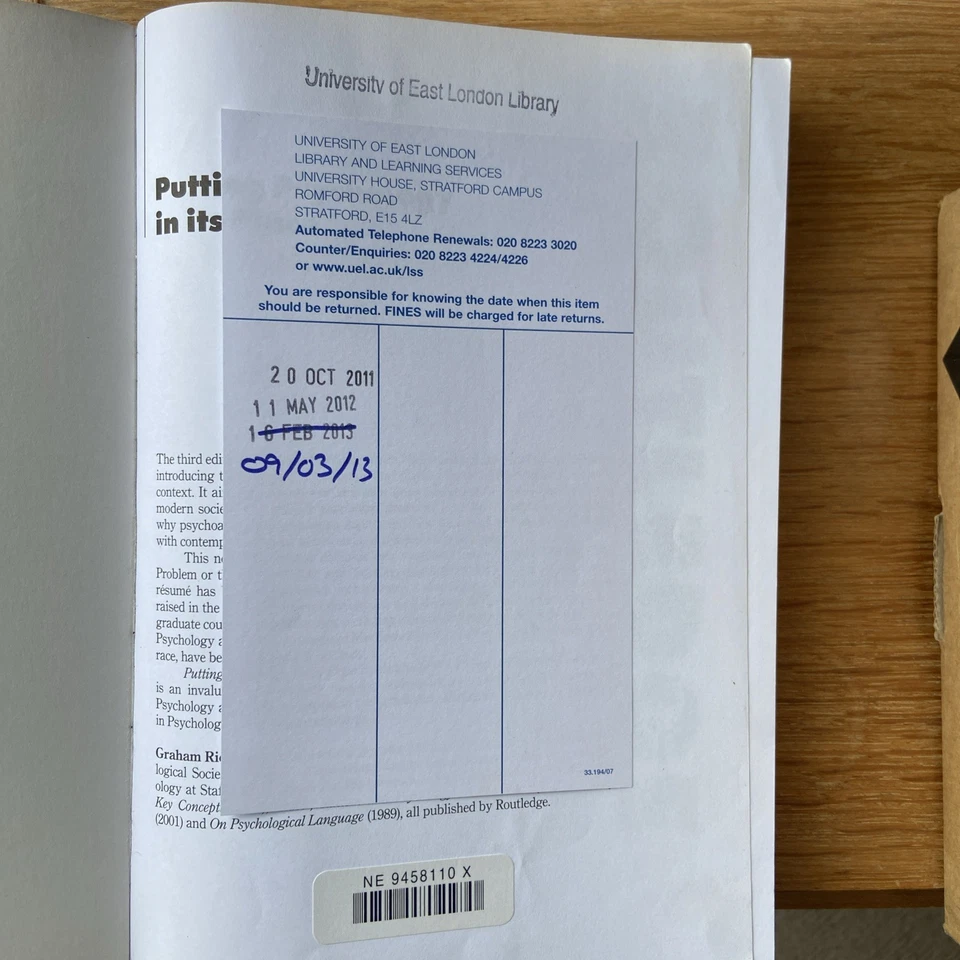 University of East London Library
UNIVERSITY OF EAST LONDON
LIBRARY AND LEARNING SERVICES
UNIVERSITY HOUSE, STRATFORD CAMPUS
ROMFORD ROAD
STRATFORD, E15 4LZ
Automated Telephone Renewals: 020 8223 3020
Counter/Enquiries: 020 8223 4224/4226
or www.uel.ac.uk/lss
You are responsible for knowing the date when this item
should be returned. FINES will be charged for late returns.
20 OCT 2011
11 MAY 2012
16 FEB 2013
09/03/13
33.194/07
Putti
in its
The third edi
introducing t
context. It ai
modern socie
why psychoa
with contemp
This n
Problem or t
résumé has
raised in the
graduate cou
Psychology a
race, have be
Putting
is an invalu
Psychology a
in Psycholog
Graham Ri
logical Socie
ology at Staf
Key Concept
(2001) and On Psychological Language (1989), all published by Routledge.
NE 9458110 X